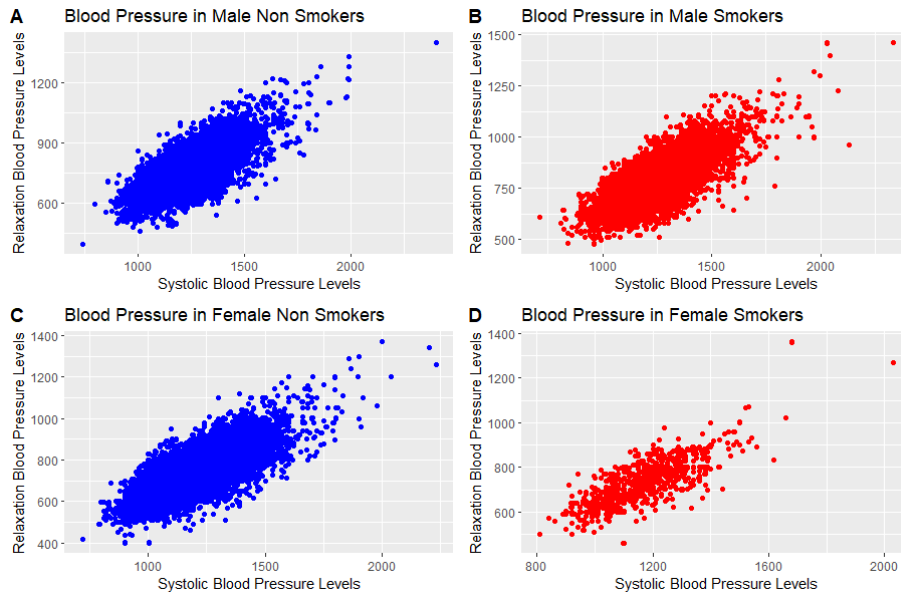 A
Blood Pressure in Male Non Smokers
Relaxation Blood Pressure Levels
1200
900
600
1000 1500 2000
Systolic Blood Pressure Levels
B
Blood Pressure in Male Smokers
Relaxation Blood Pressure Levels
1500
1250
1000
750
500
1000 1500 2000
Systolic Blood Pressure Levels
C
Blood Pressure in Female Non Smokers
Relaxation Blood Pressure Levels
1400
1200
1000
800
600
400
1000 1500 2000
Systolic Blood Pressure Levels
D
Blood Pressure in Female Smokers
Relaxation Blood Pressure Levels
1400
1200
1000
800
600
800 1200 1600 2000
Systolic Blood Pressure Levels